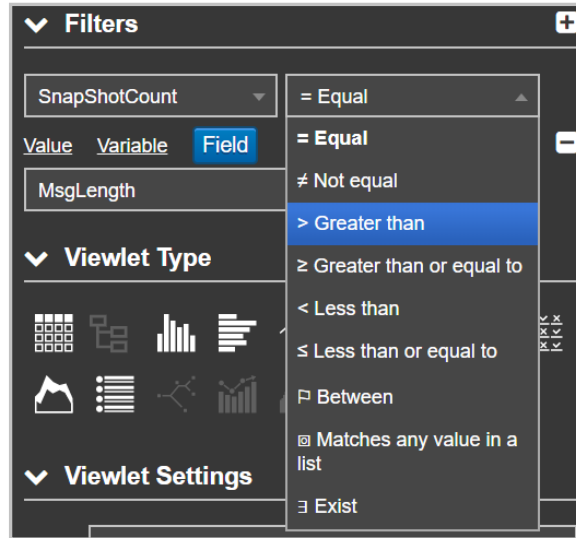 Filters
SnapShotCount
= Equal
Value Variable Field
MsgLength
= Equal
≠ Not equal
> Greater than
≥ Greater than or equal to
< Less than
≤ Less than or equal to
Between
Matches any value in a
list
∃ Exist
Viewlet Type
Viewlet Settings